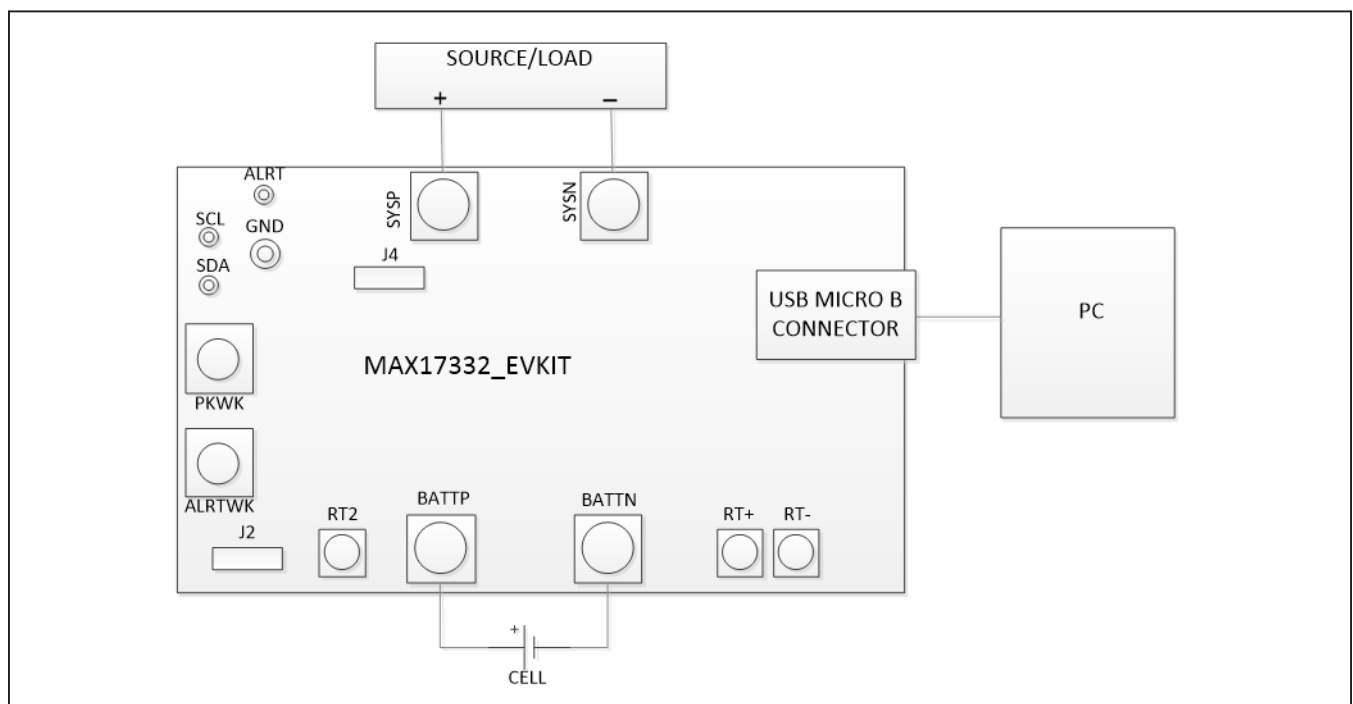 SOURCE/LOAD
+ −
ALRT
SYSP
SYSN
SCL
GND
SDA
J4
USB MICRO B
CONNECTOR
PC
MAX17332_EVKIT
PKWK
ALRTWK
BATTP
BATTN
RT2
RT+
RT-
J2
+
CELL